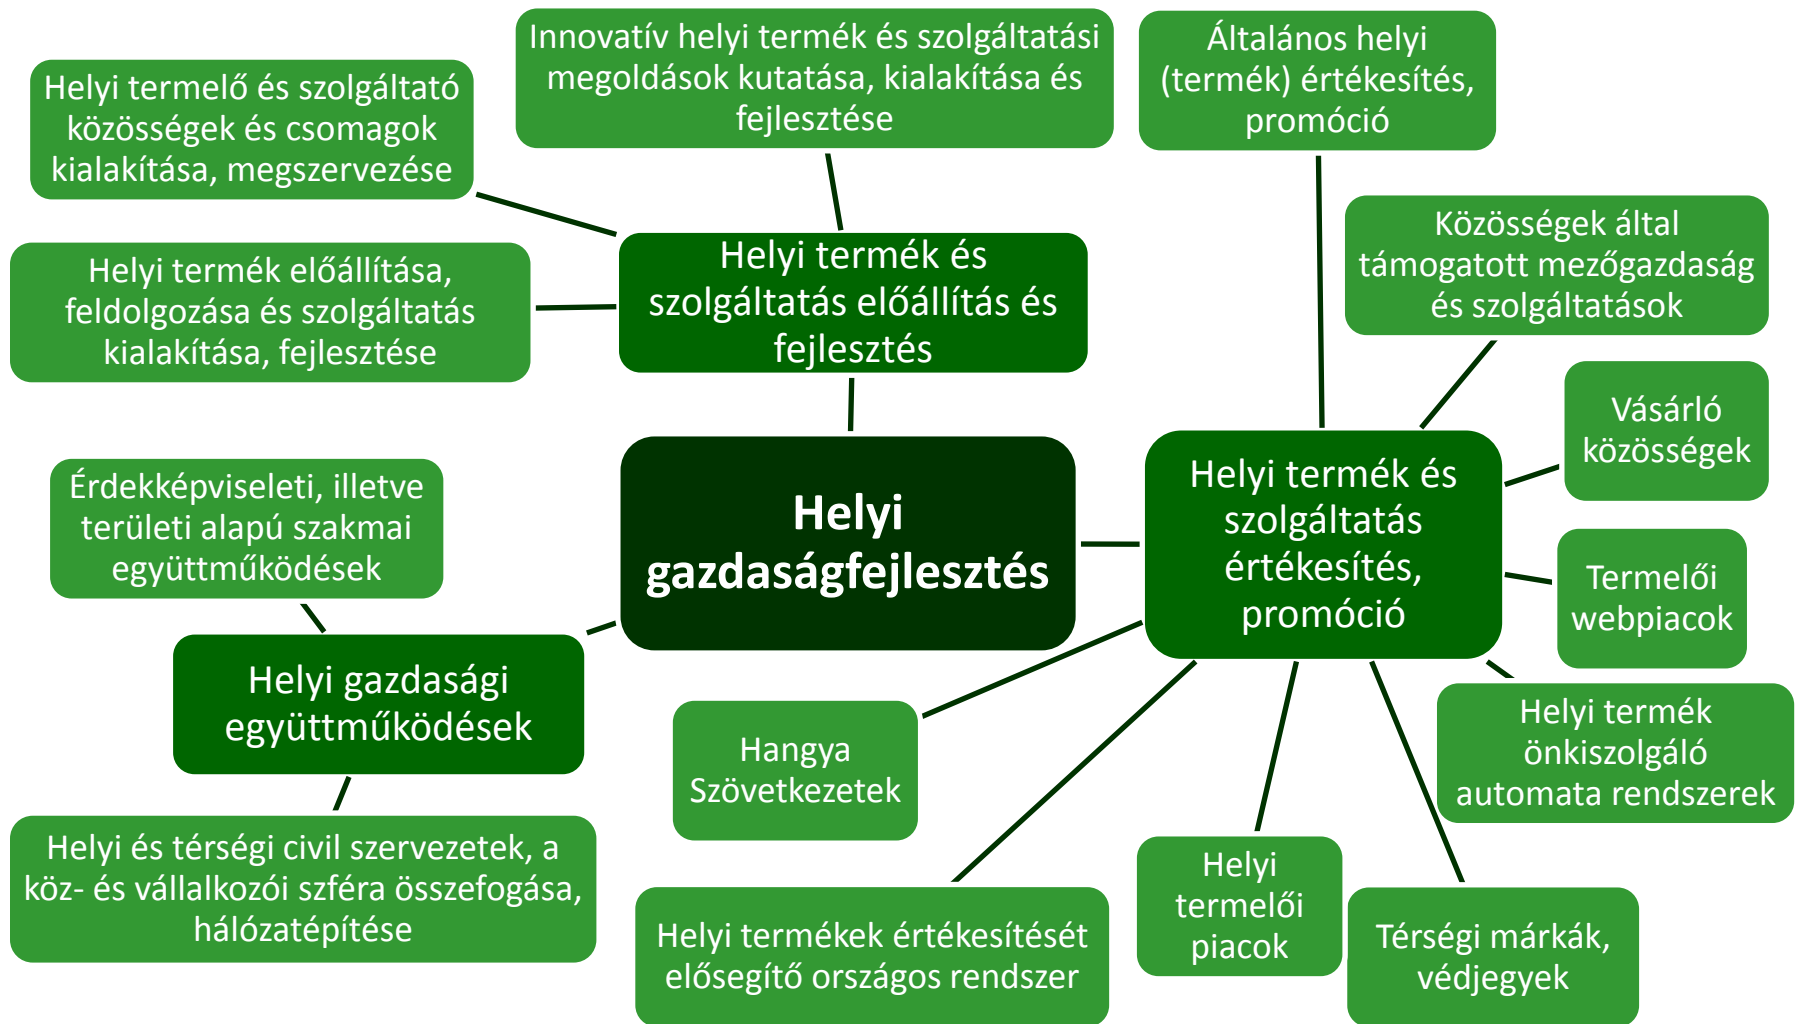 Innovatív helyi termék és szolgáltatási
megoldások kutatása, kialakítása és
fejlesztése
Általános helyi
(termék) értékesítés,
promóció
Helyi termelő és szolgáltató
közösségek és csomagok
kialakítása, megszervezése
Közösségek által
támogatott mezőgazdaság
és szolgáltatások
Helyi termék előállítása,
feldolgozása és szolgáltatás
kialakítása, fejlesztése
Helyi termék és
szolgáltatás előállítás és
fejlesztés
Vásárló
közösségek
Érdekképviseleti, illetve
területi alapú szakmai
együttműködések
Helyi
gazdaságfejlesztés
Helyi termék és
szolgáltatás
értékesítés,
promóció
Termelői
webpiacok
Helyi gazdasági
együttműködések
Hangya
Szövetkezetek
Helyi termék
önkiszolgáló
automata rendszerek
Helyi és térségi civil szervezetek, a
köz- és vállalkozói szféra összefogása,
hálózatépítése
Helyi termékek értékesítését
elősegítő országos rendszer
Helyi
termelői
piacok
Térségi márkák,
védjegyek